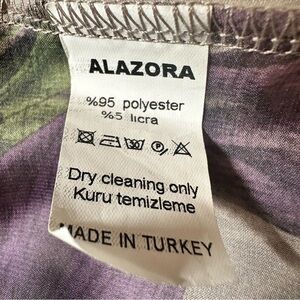 ALAZORA
%95 polyester
%5 licra
Dry cleaning only
Kuru temizleme
MADE IN TURKEY